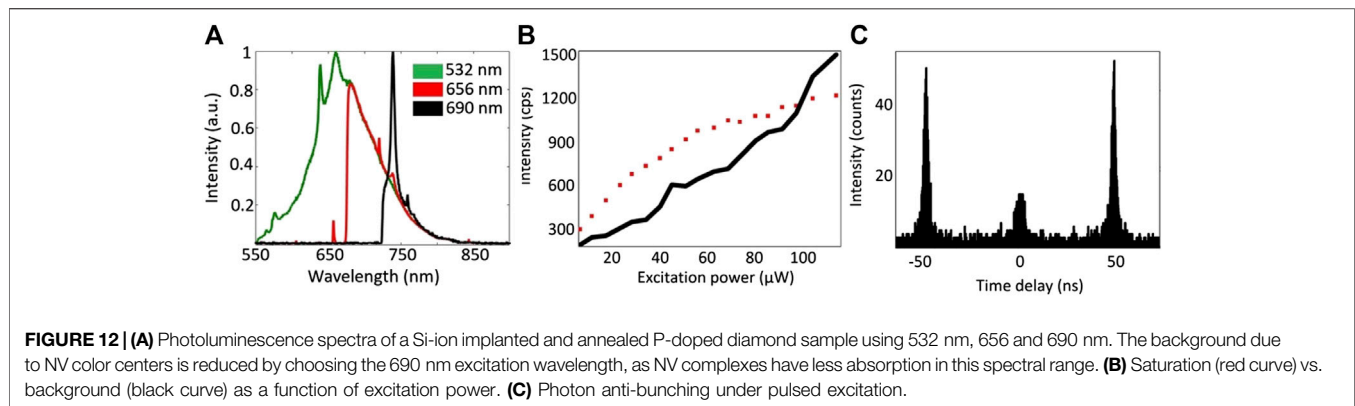 A
B
C
1
0.8
0.6
0.4
0.2
Intensity (a.u.)
532 nm
656 nm
690 nm
550
650
750
850
Wavelength (nm)
1500
1200
900
600
300
Intensity (cps)
20
40
60
80
100
Excitation power (µW)
40
20
Intensity (counts)
-50
0
50
Time delay (ns)
FIGURE 12 | (A) Photoluminescence spectra of a Si-ion implanted and annealed P-doped diamond sample using 532 nm, 656 and 690 nm. The background due
to NV color centers is reduced by choosing the 690 nm excitation wavelength, as NV complexes have less absorption in this spectral range. (B) Saturation (red curve) vs.
background (black curve) as a function of excitation power. (C) Photon anti-bunching under pulsed excitation.